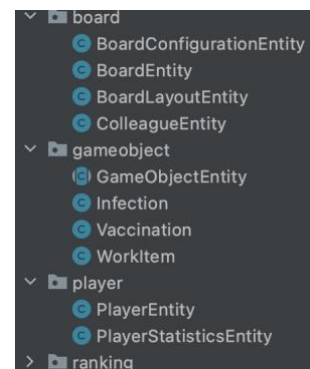 board
BoardConfigurationEntity
BoardEntity
BoardLayoutEntity
ColleagueEntity
gameobject
GameObjectEntity
Infection
Vaccination
WorkItem
player
PlayerEntity
PlayerStatisticsEntity
ranking